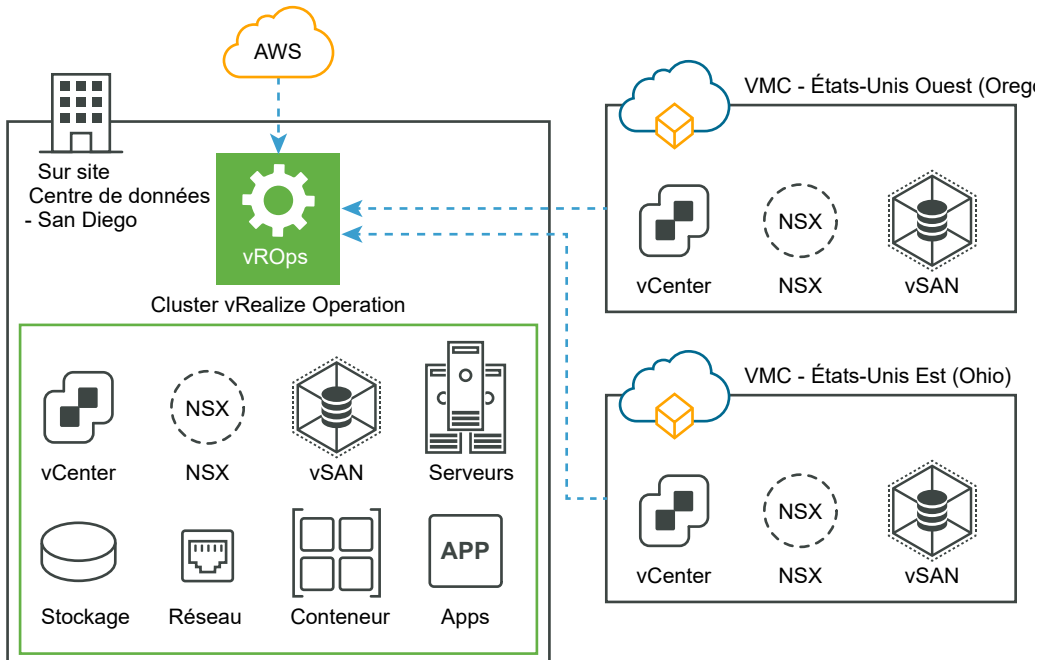 AWS
Sur site
Centre de données
- San Diego
vROps
Cluster vRealize Operation
vCenter
NSX
NSX
vSAN
Serveurs
Stockage
Réseau
Conteneur
APP
Apps
VMC - États-Unis Ouest (Oreg
vCenter
NSX
NSX
vSAN
VMC - États-Unis Est (Ohio)
vCenter
NSX
NSX
vSAN